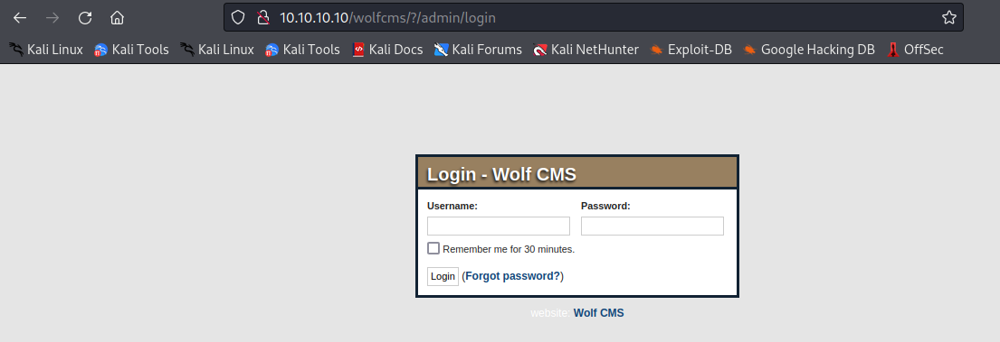 10.10.10.10/wolfcms/?/admin/login
Kali Linux Kali Tools Kali Linux Kali Tools Kali Docs Kali Forums Kali NetHunter Exploit-DB Google Hacking DB OffSec
Login - Wolf CMS
Username: Password:
Remember me for 30 minutes.
Login (Forgot password?)
website: Wolf CMS